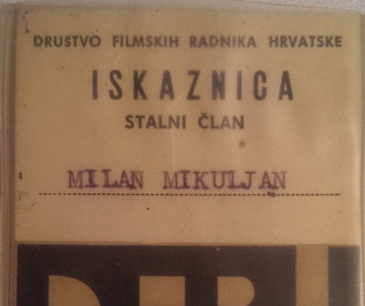 DRUSTVO FILMSKIH RADNIKA HRVATSKE
ISKAZNICA
STALNI ČLAN
MILAN MIKULJAN